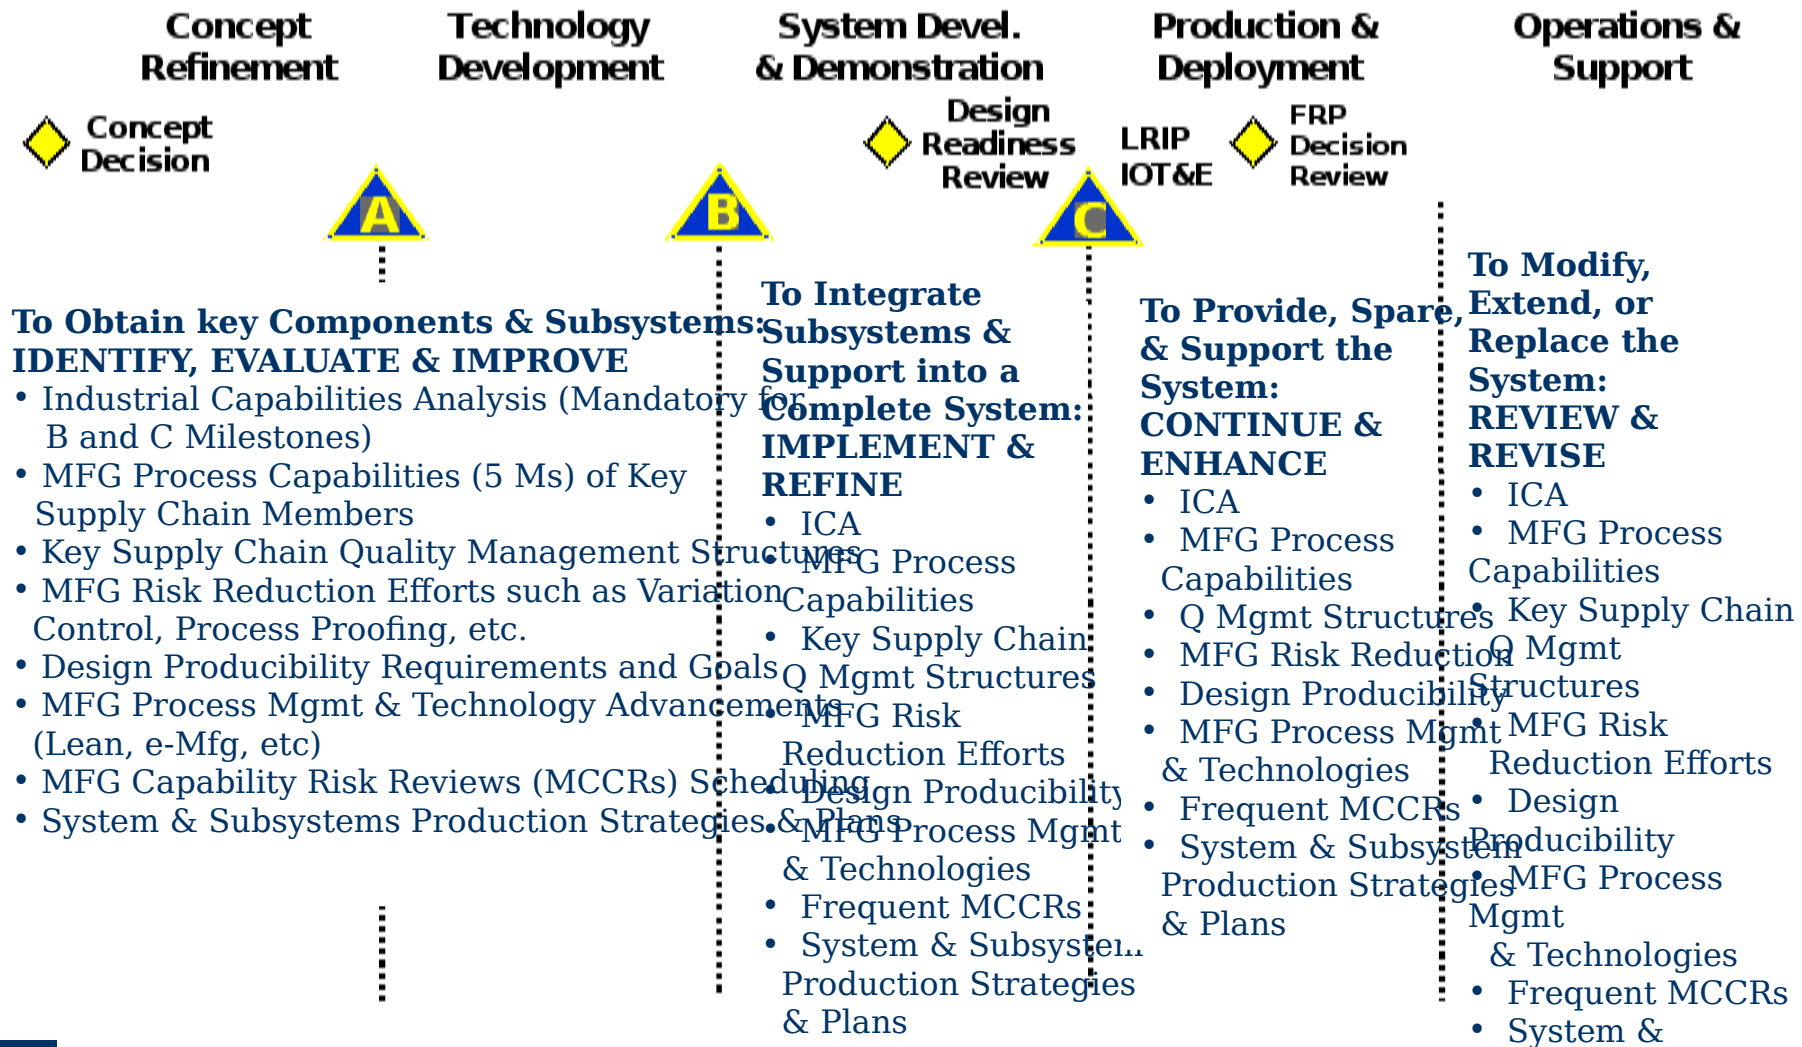 Concept
Refinement
Technology
Development
System Devel.
& Demonstration
Production &
Deployment
Operations &
Support
Concept
Decision
Design
Readiness
Review
LRIP
IOT&E
FRP
Decision
Review
A
B
C
To Obtain key Components & Subsystems:
IDENTIFY, EVALUATE & IMPROVE
• Industrial Capabilities Analysis (Mandatory for
B and C Milestones)
• MFG Process Capabilities (5 Ms) of Key
Supply Chain Members
• Key Supply Chain Quality Management Structures
• MFG Risk Reduction Efforts such as Variation
Control, Process Proofing, etc.
• Design Producibility Requirements and Goals
• MFG Process Mgmt & Technology Advancements
(Lean, e-Mfg, etc)
• MFG Capability Risk Reviews (MCCRs) Scheduling
• System & Subsystems Production Strategies & Plans
To Integrate
Subsystems &
Support into a
Complete System:
IMPLEMENT &
REFINE
• ICA
• MFG Process
Capabilities
• Key Supply Chain
Q Mgmt Structures
• MFG Risk
Reduction Efforts
• Design Producibility
• MFG Process Mgmt
& Technologies
• Frequent MCCRs
• System & Subsystem
Production Strategies
& Plans
To Provide, Spare,
& Support the
System:
CONTINUE &
ENHANCE
• ICA
• MFG Process
Capabilities
• Q Mgmt Structures
• MFG Risk Reduction
• Design Producibility
• MFG Process Mgmt
& Technologies
• Frequent MCCRs
• System & Subsystem
Production Strategies
& Plans
To Modify,
Extend, or
Replace the
System:
REVIEW &
REVISE
• ICA
• MFG Process
Capabilities
• Key Supply Chain
Q Mgmt
Structures
• MFG Risk
Reduction Efforts
• Design
Producibility
• MFG Process
Mgmt
& Technologies
• Frequent MCCRs
• System &